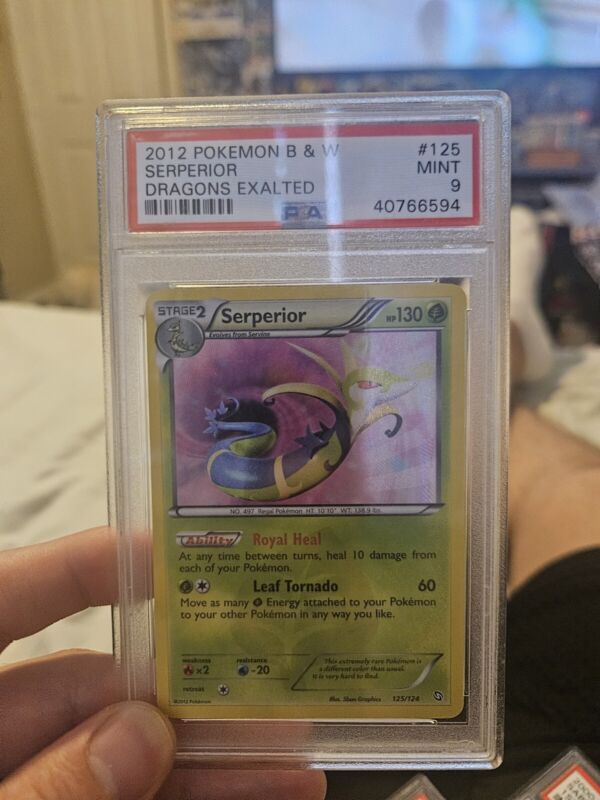 2012 POKEMON B & W #125
SERPERIOR MINT
DRAGONS EXALTED 9
PSA 40766594
STAGE2 Serperior HP130
Evolves from Servine
NO. 497 Regal Pokémon HT: 10'10" WT: 138.9 lbs.
Ability Royal Heal
At any time between turns, heal 10 damage from
each of your Pokémon.
Leaf Tornado 60
Move as many Energy attached to your Pokémon
to your other Pokémon in any way you like.
weakness resistance
×2 -20
retreat
This extremely rare Pokémon is
a different color than usual.
It is very hard to find.
©2012 Pokémon Illus. 5ban Graphics 125/124